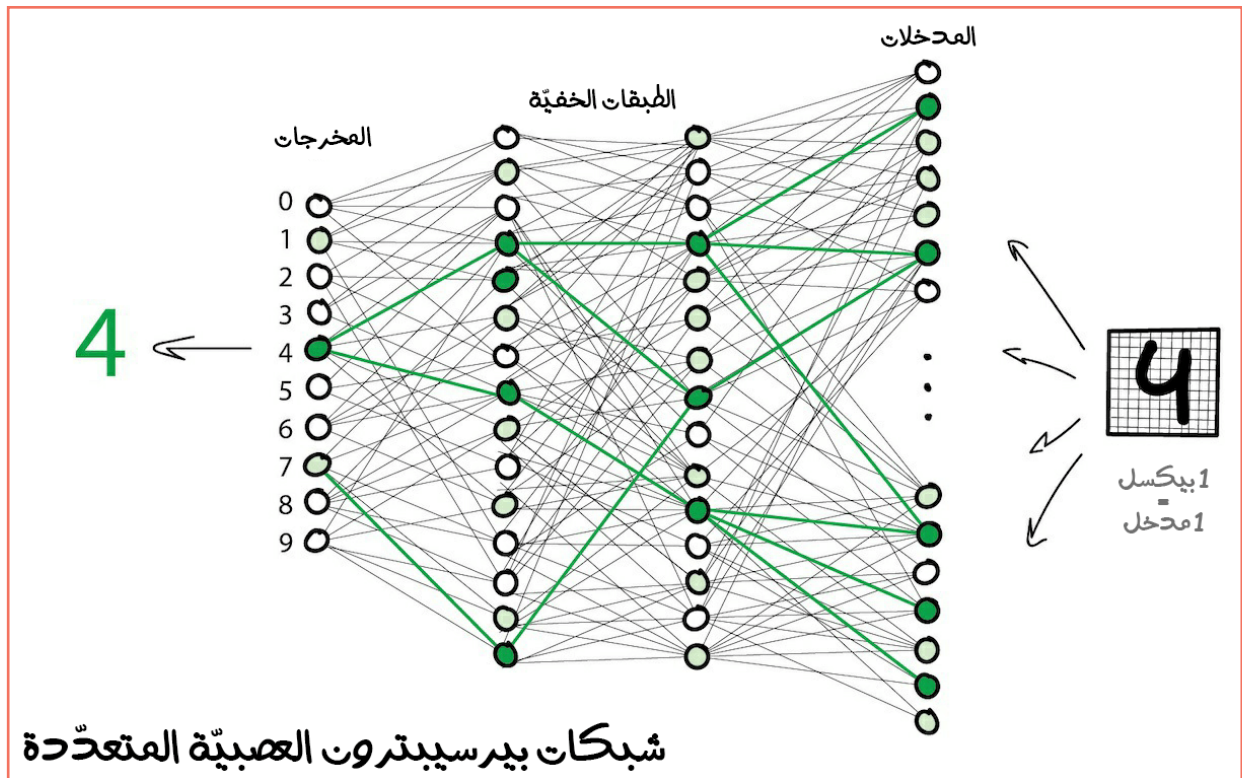 المدخلات
الطبقات الخفيّة
المخرجات
0
1
2
3
4
5
6
7
8
9
4
4
1 بيكسل
=
1 مدخل
شبكات بيرسيبترون العصبيّة المتعدّدة